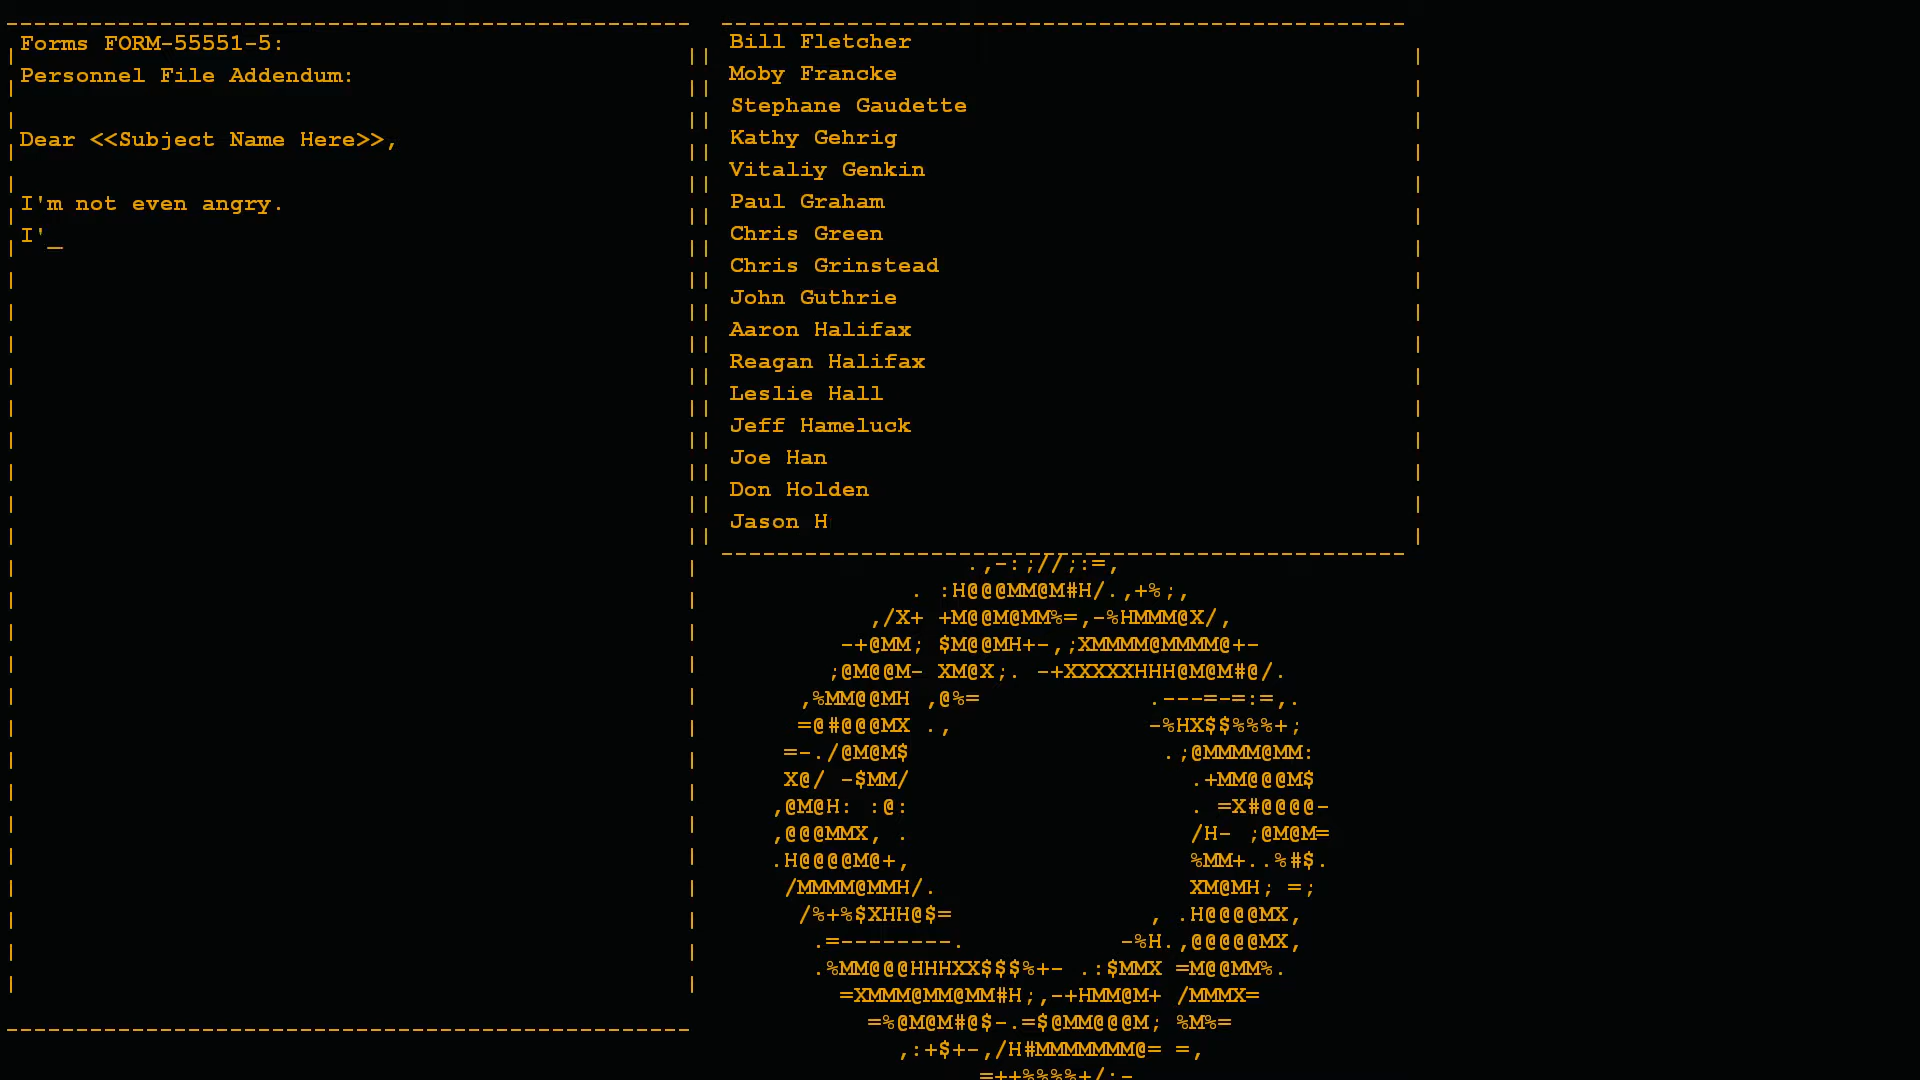 Forms FORM-55551-5:
Personnel File Addendum:
Dear <<Subject Name Here>>,
I'm not even angry.
I'_
Bill Fletcher
Moby Francke
Stephane Gaudette
Kathy Gehrig
Vitaliy Genkin
Paul Graham
Chris Green
Chris Grinstead
John Guthrie
Aaron Halifax
Reagan Halifax
Leslie Hall
Jeff Hameluck
Joe Han
Don Holden
Jason H